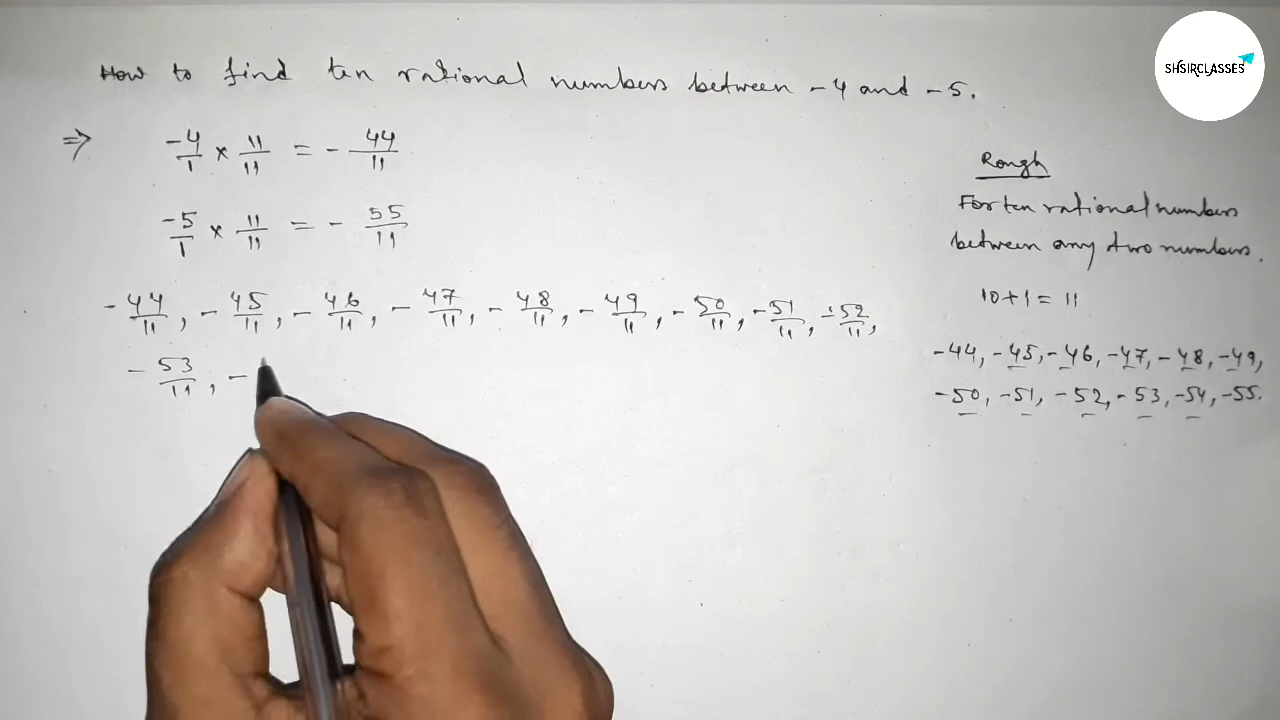 How to find ten rational numbers between -4 and -5.
SHSIRCLASSES
⇒ -4/1 × 11/11 = - 44/11
-5/1 × 11/11 = - 55/11
- 44/11, - 45/11, - 46/11, - 47/11, - 48/11, - 49/11, - 50/11, - 51/11, - 52/11,
- 53/11, -
Rough
For ten rational numbers
between any two numbers.
10+1 = 11
-44, -45, -46, -47, -48, -49,
-50, -51, -52, -53, -54, -55.